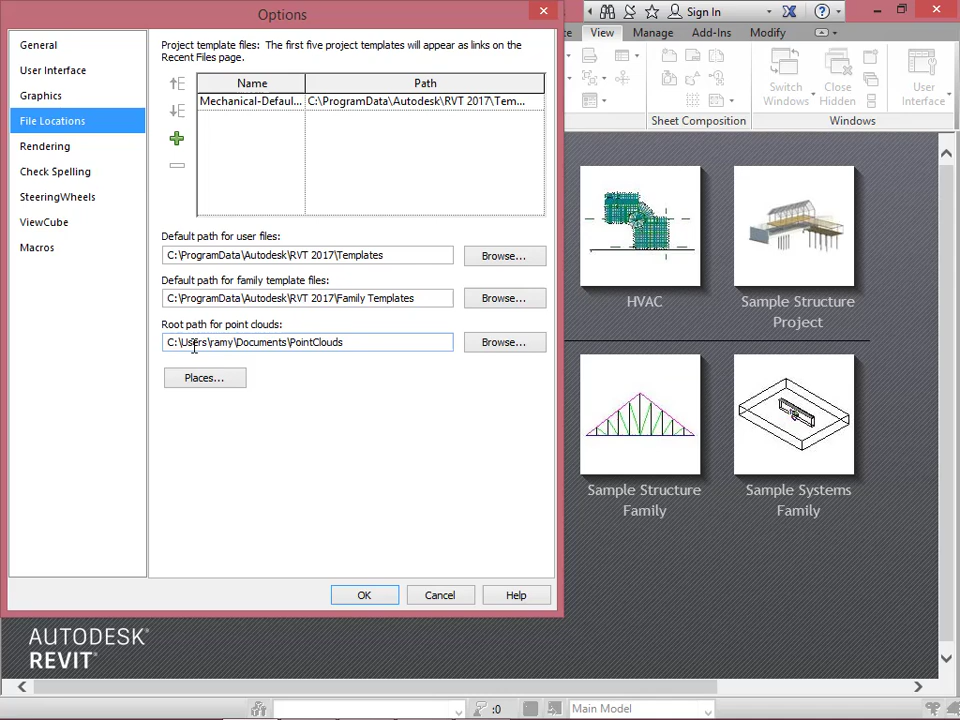 Options
Sign In
General
User Interface
Graphics
File Locations
Rendering
Check Spelling
SteeringWheels
ViewCube
Macros
Project template files: The first five project templates will appear as links on the
Recent Files page.
Name
Path
Mechanical-Defaul...
C:\ProgramData\Autodesk\RVT 2017\Tem...
Default path for user files:
C:\ProgramData\Autodesk\RVT 2017\Templates
Browse...
Default path for family template files:
C:\ProgramData\Autodesk\RVT 2017\Family Templates
Browse...
Root path for point clouds:
C:\Users\ramy\Documents\PointClouds
Browse...
Places...
OK
Cancel
Help
View
Manage
Add-Ins
Modify
Switch
Windows
Close
Hidden
User
Interface
Sheet Composition
Windows
HVAC
Sample Structure
Project
Sample Structure
Family
Sample Systems
Family
AUTODESK®
REVIT®
:0
Main Model